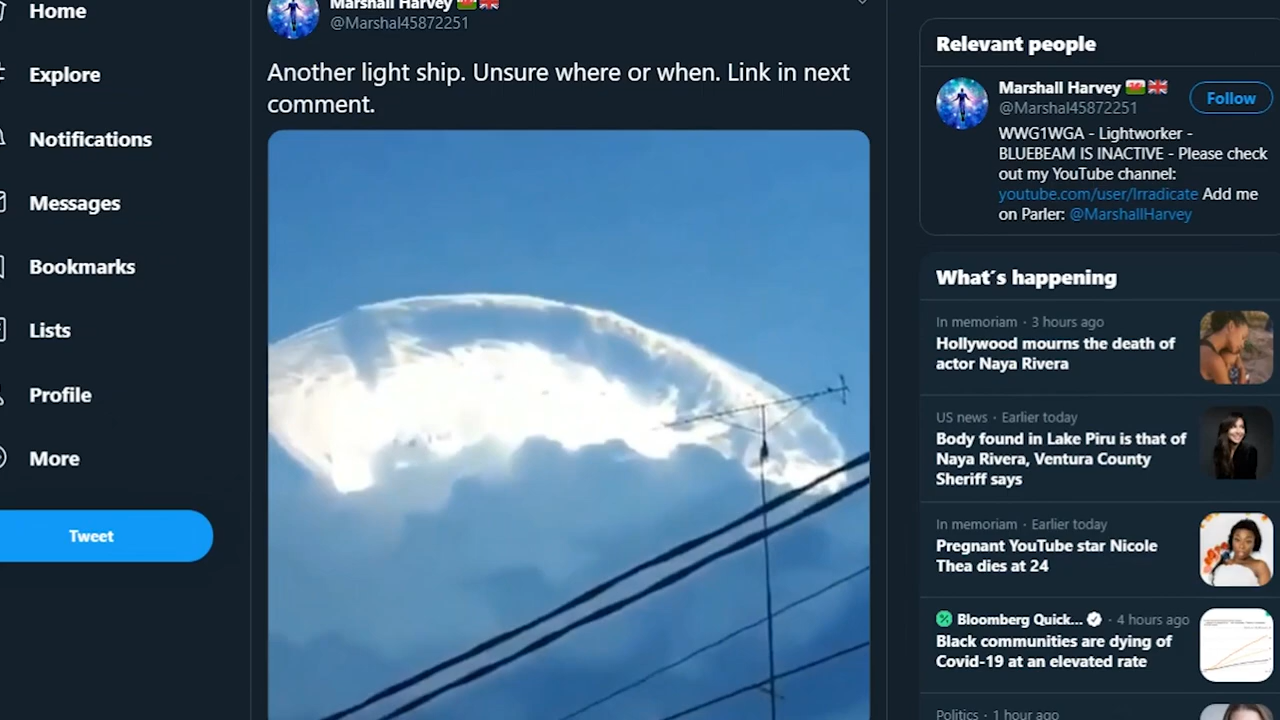 Home
Explore
Notifications
Messages
Bookmarks
Lists
Profile
More
Tweet
Marshall Harvey
@Marshal45872251
Another light ship. Unsure where or when. Link in next
comment.
Relevant people
Marshall Harvey
@Marshal45872251
Follow
WWG1WGA - Lightworker -
BLUEBEAM IS INACTIVE - Please check
out my YouTube channel:
youtube.com/user/Irradicate Add me
on Parler: @MarshallHarvey
What´s happening
In memoriam · 3 hours ago
Hollywood mourns the death of
actor Naya Rivera
US news · Earlier today
Body found in Lake Piru is that of
Naya Rivera, Ventura County
Sheriff says
In memoriam · Earlier today
Pregnant YouTube star Nicole
Thea dies at 24
Bloomberg Quick... · 4 hours ago
Black communities are dying of
Covid-19 at an elevated rate
Politics · 1 hour ago